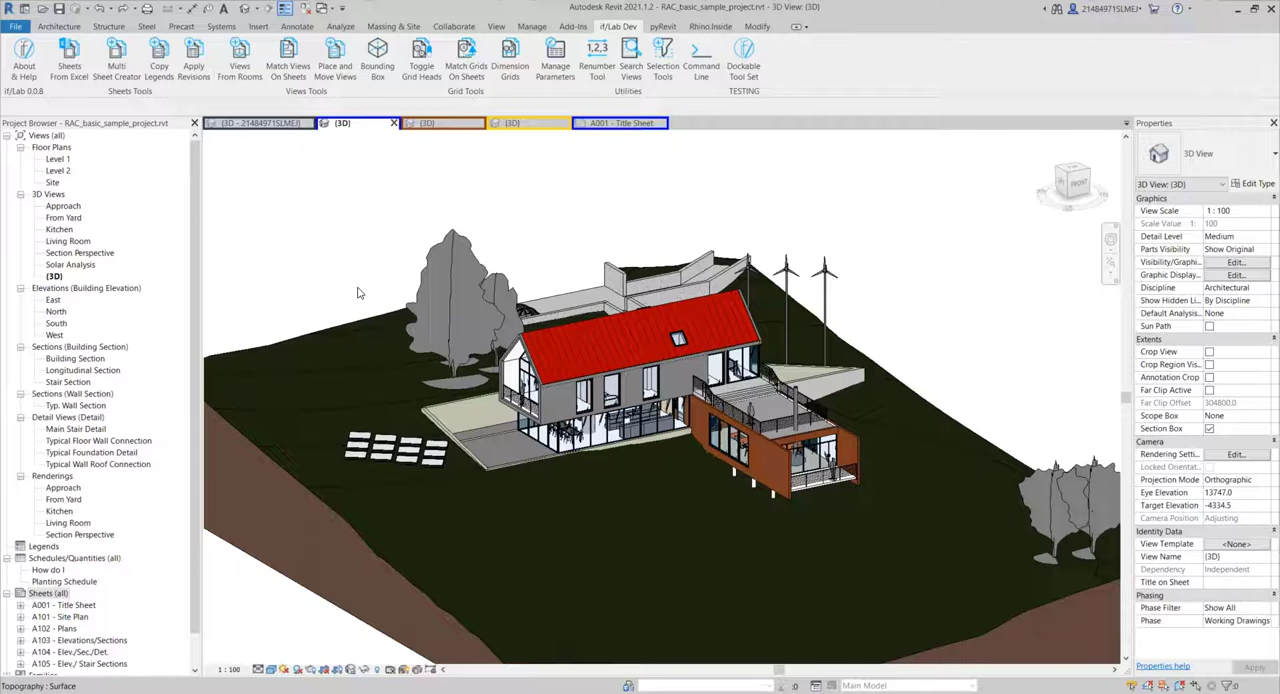 Autodesk Revit 2021.1.2 - RAC_basic_sample_project.rvt - 3D View: {3D}
21484971SLMEJ
File Architecture Structure Steel Precast Systems Insert Annotate Analyze Massing & Site Collaborate View Manage Add-Ins if/Lab Dev pyRevit Rhino.Inside Modify
About & Help
Sheets From Excel
Multi Sheet Creator
Copy Legends
Apply Revisions
Views From Rooms
Match Views On Sheets
Place and Move Views
Bounding Box
Toggle Grid Heads
Match Grids On Sheets
Dimension Grids
Manage Parameters
1,2,3
Renumber Tool
Search Views
Selection Tools
Command Line
Dockable Tool Set
if/Lab 0.0.8 Sheets Tools Views Tools Grid Tools Utilities TESTING
Project Browser - RAC_basic_sample_project.rvt
Views (all)
Floor Plans
Level 1
Level 2
Site
3D Views
Approach
From Yard
Kitchen
Living Room
Section Perspective
Solar Analysis
{3D}
Elevations (Building Elevation)
East
North
South
West
Sections (Building Section)
Building Section
Longitudinal Section
Stair Section
Sections (Wall Section)
Typ. Wall Section
Detail Views (Detail)
Main Stair Detail
Typical Floor Wall Connection
Typical Foundation Detail
Typical Wall Roof Connection
Renderings
Approach
From Yard
Kitchen
Living Room
Section Perspective
Legends
Schedules/Quantities (all)
How do I
Planting Schedule
Sheets (all)
A001 - Title Sheet
A101 - Site Plan
A102 - Plans
A103 - Elevations/Sections
A104 - Elev./Sec./Det.
A105 - Elev./ Stair Sections
{3D - 21484971SLMEJ} {3D} {3D} {3D} A001 - Title Sheet
FRONT
1 : 100
Properties
3D View
3D View: {3D} Edit Type
Graphics
View Scale 1 : 100
Scale Value 1: 100
Detail Level Medium
Parts Visibility Show Original
Visibility/Graphi... Edit...
Graphic Display... Edit...
Discipline Architectural
Show Hidden Li... By Discipline
Default Analysis... None
Sun Path
Extents
Crop View
Crop Region Vis...
Annotation Crop
Far Clip Active
Far Clip Offset 304800.0
Scope Box None
Section Box
Camera
Rendering Setti... Edit...
Locked Orientat...
Projection Mode Orthographic
Eye Elevation 13747.0
Target Elevation -4334.5
Camera Position Adjusting
Identity Data
View Template <None>
View Name {3D}
Dependency Independent
Title on Sheet
Phasing
Phase Filter Show All
Phase Working Drawings
Properties help Apply
Topography : Surface :0 Main Model :0